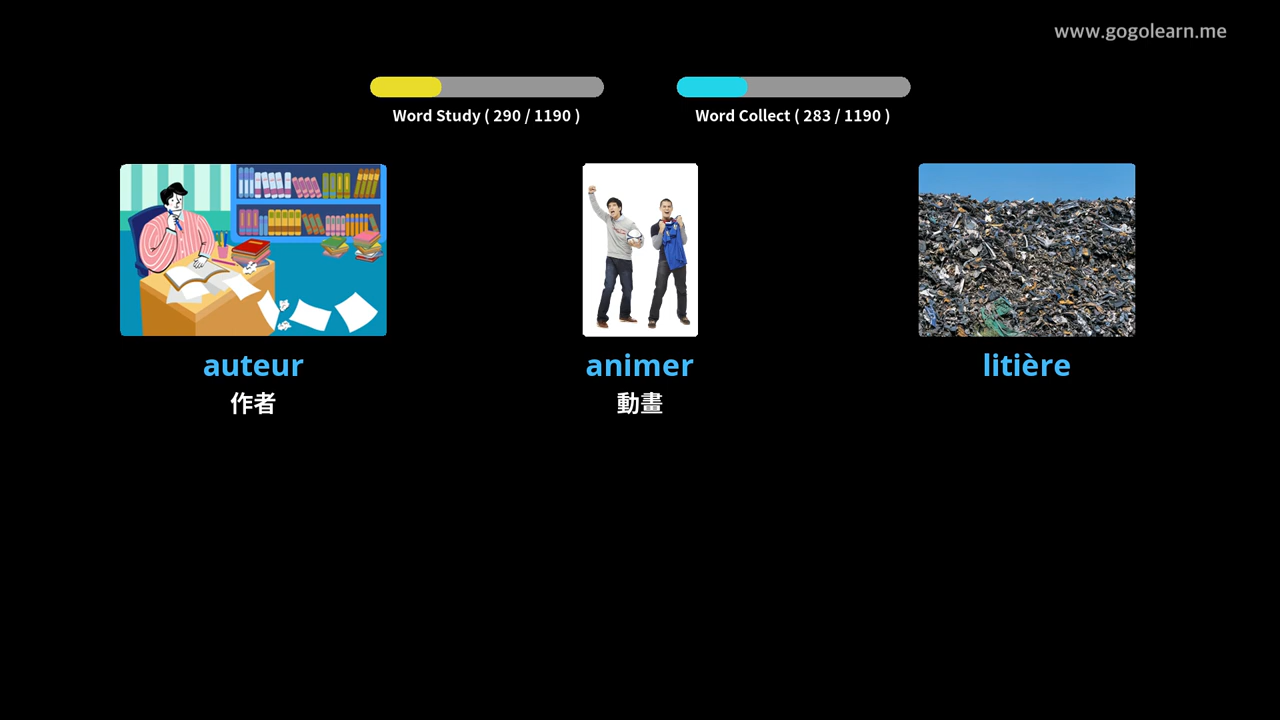 www.gogolearn.me
Word Study ( 290 / 1190 )
Word Collect ( 283 / 1190 )
auteur
animer
litière
作者
動畫